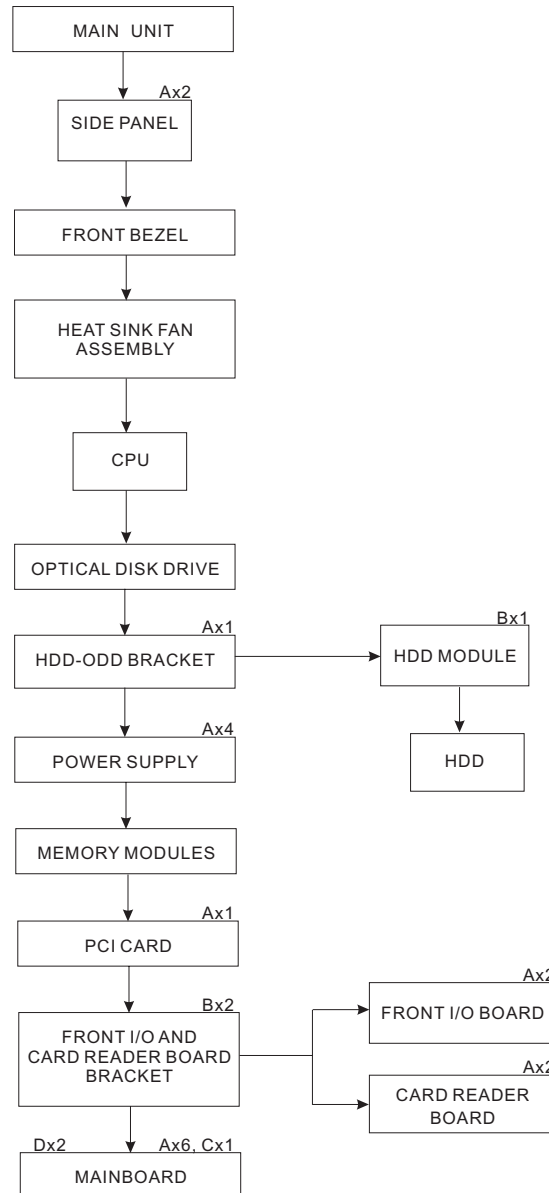 MAIN UNIT
Ax2
SIDE PANEL
FRONT BEZEL
HEAT SINK FAN
ASSEMBLY
CPU
OPTICAL DISK DRIVE
Ax1
HDD-ODD BRACKET
Bx1
HDD MODULE
HDD
Ax4
POWER SUPPLY
MEMORY MODULES
Ax1
PCI CARD
Bx2
FRONT I/O AND
CARD READER BOARD
BRACKET
Ax2
FRONT I/O BOARD
Ax2
CARD READER
BOARD
Dx2 Ax6, Cx1
MAINBOARD